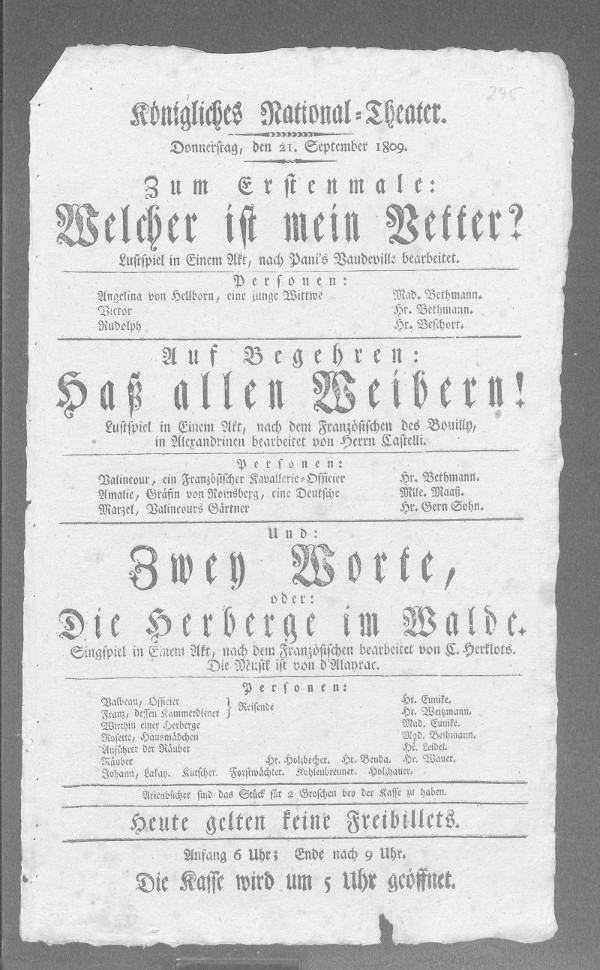 245
Königliches National-Theater.
Donnerstag, den 21. September 1809.
Zum Erstenmale:
Welcher ist mein Vetter?
Lustspiel in Einem Akt, nach Pani's Vaudeville bearbeitet.
Personen:
Angelina von Hellborn, eine junge Wittwe Mad. Bethmann.
Victor Hr. Bethmann.
Rudolph Hr. Beschort.
Auf Begehren:
Haß allen Weibern!
Lustspiel in Einem Akt, nach dem Französischen des Bouilly,
in Alexandrinen bearbeitet von Herrn Castelli.
Personen:
Valincour, ein Französischer Kavallerie-Officier Hr. Bethmann.
Amalie, Gräfin von Romsberg, eine Deutsche Mlle. Maaß.
Marzel, Valincours Gärtner Hr. Gern Sohn.
Und:
Zwey Worte,
oder:
Die Herberge im Walde.
Singspiel in Einem Akt, nach dem Französischen bearbeitet von C. Herklots.
Die Musik ist von d'Alayrac.
Personen:
Valbeau, Officier } Reisende Hr. Eunike.
Franz, dessen Kammerdiener Hr. Weitzmann.
Wirthin einer Herberge Mad. Eunike.
Rosette, Hausmädchen Mad. Bethmann.
Anführer der Räuber Hr. Leidel.
Räuber Hr. Holzbecher. Hr. Benda. Hr. Wauer.
Johann, Lakay. Kutscher. Forstwächter. Kohlenbrenner. Holzhauer.
Arienbücher sind das Stück für 2 Groschen bey der Kasse zu haben.
Heute gelten keine Freibillets.
Anfang 6 Uhr; Ende nach 9 Uhr.
Die Kasse wird um 5 Uhr geöffnet.